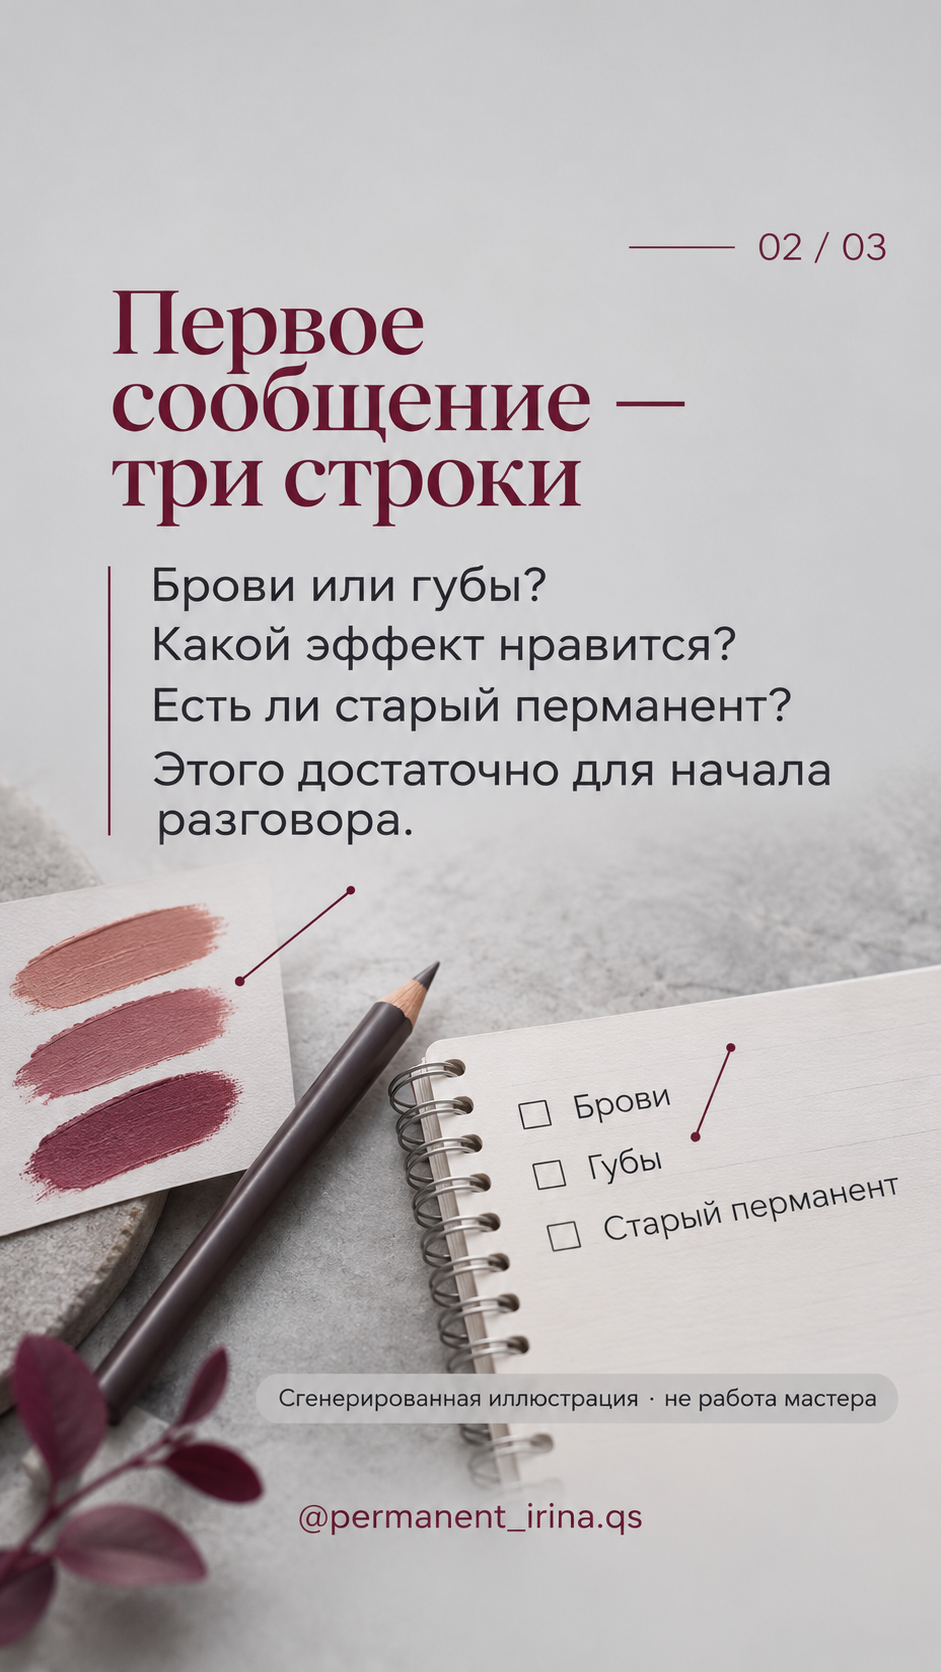 02 / 03
Первое
сообщение —
три строки
Брови или губы?
Какой эффект нравится?
Есть ли старый перманент?
Этого достаточно для начала
разговора.
Брови
Губы
Старый перманент
Сгенерированная иллюстрация · не работа мастера
@permanent_irina.qs